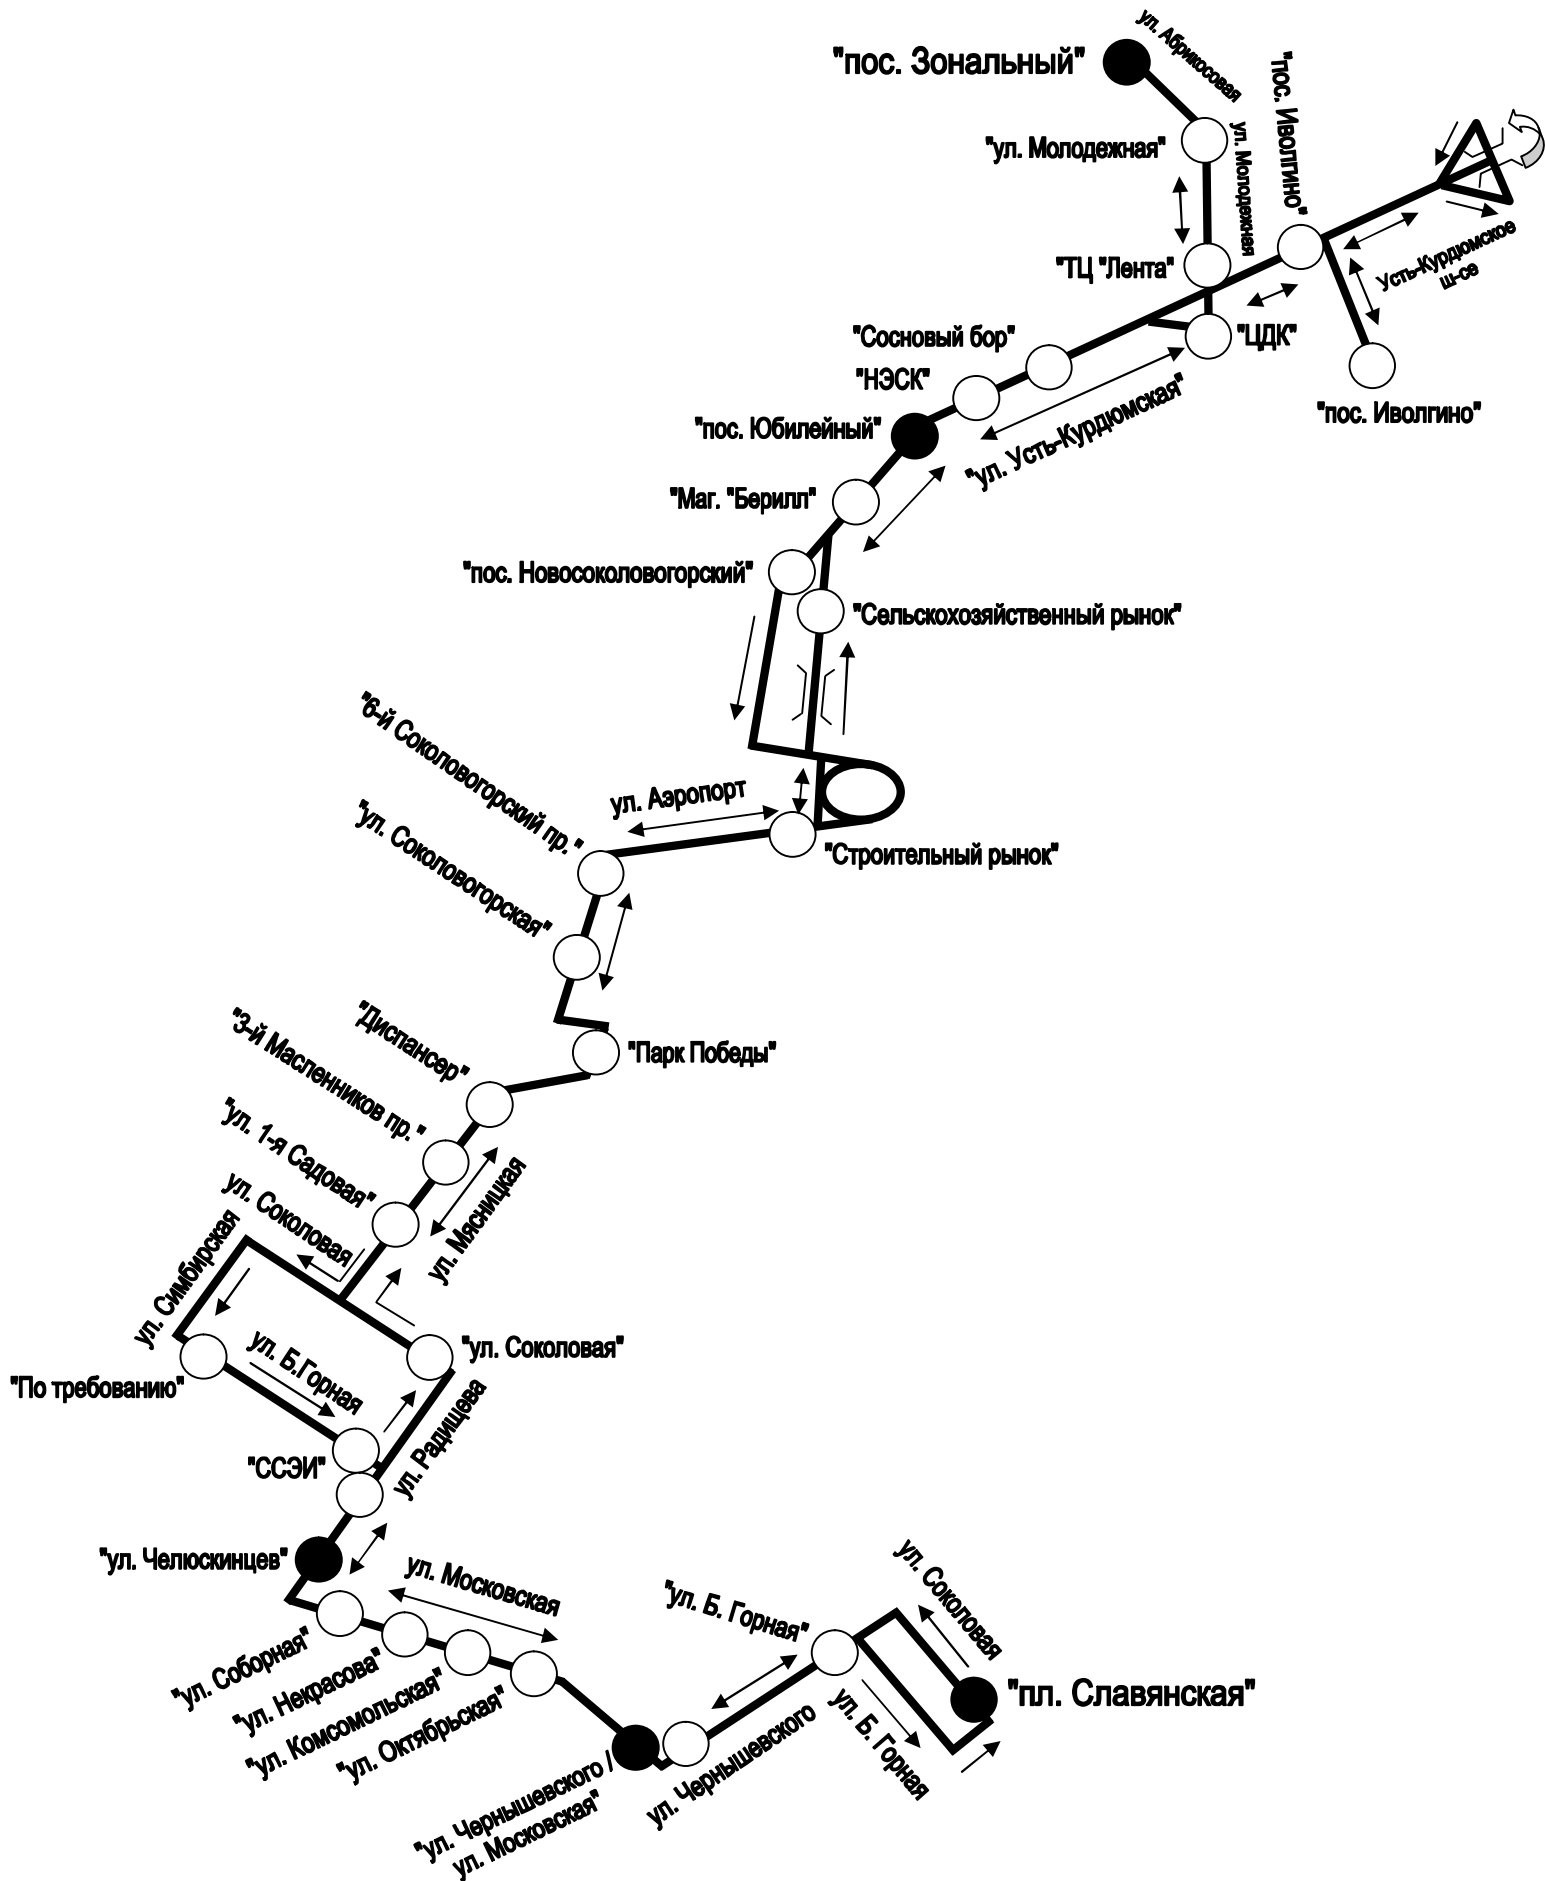 ул. Абрикосовая
"пос. Зональный"
"пос. Иволгино"
"ул. Молодежная"
ул. Молодежная
"ТЦ "Лента"
Усть-Курдюмское
ш-се
"Сосновый бор"
"ЦДК"
"НЭСК"
"ул. Усть-Курдюмская"
"пос. Иволгино"
"пос. Юбилейный"
"Маг. "Берилл"
"пос. Новосоколовогорский"
"Сельскохозяйственный рынок"
"6-й Соколовогорский пр."
ул. Аэропорт
"ул. Соколовогорская"
"Строительный рынок"
"Диспансер"
"3-й Масленников пр."
"Парк Победы"
"ул. 1-я Садовая"
ул. Соколовая
ул. Мясницкая
ул. Симбирская
ул. Б.Горная
"ул. Соколовая"
"По требованию"
ул. Радищева
"ССЭИ"
"ул. Челюскинцев"
ул. Московская
"ул. Б. Горная"
ул. Соколовая
"ул. Соборная"
"ул. Некрасова"
"ул. Комсомольская"
"ул. Октябрьская"
"пл. Славянская"
ул. Б. Горная
ул. Чернышевского
"ул. Чернышевского /
ул. Московская"